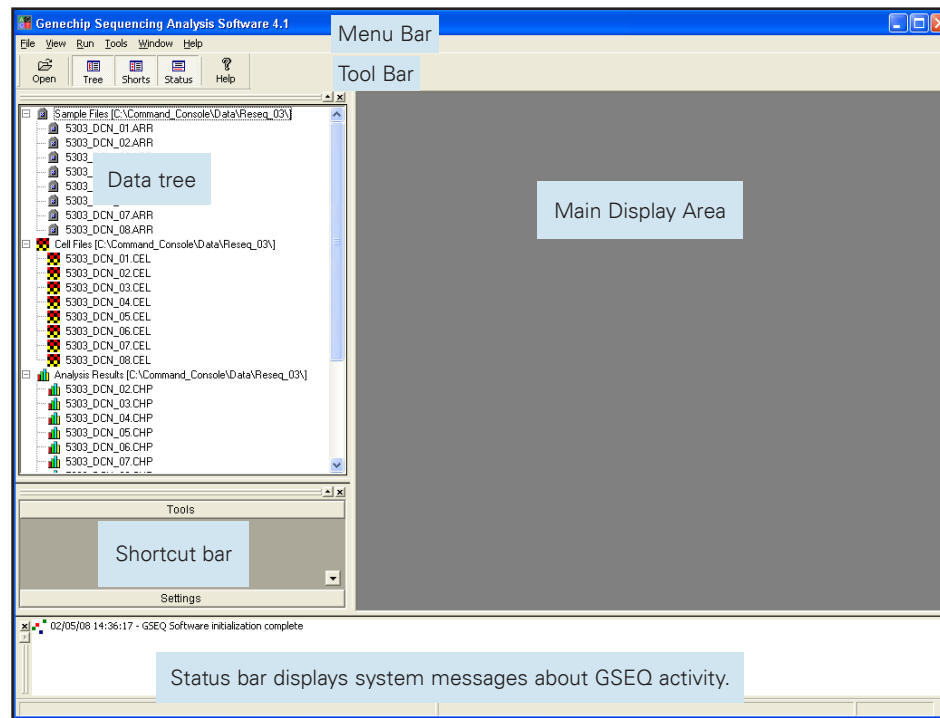 Genechip Sequencing Analysis Software 4.1
File View Run Tools Window Help
Menu Bar
Open Tree Shorts Status Help
Tool Bar
Sample Files [C:\Command_Console\Data\Reseq_03\]
5303_DCN_01.ARR
5303_DCN_02.ARR
5303_
5303_
5303_
5303_
5303_DCN_07.ARR
5303_DCN_08.ARR
Data tree
Main Display Area
Cell Files [C:\Command_Console\Data\Reseq_03\]
5303_DCN_01.CEL
5303_DCN_02.CEL
5303_DCN_03.CEL
5303_DCN_04.CEL
5303_DCN_05.CEL
5303_DCN_06.CEL
5303_DCN_07.CEL
5303_DCN_08.CEL
Analysis Results [C:\Command_Console\Data\Reseq_03\]
5303_DCN_02.CHP
5303_DCN_03.CHP
5303_DCN_04.CHP
5303_DCN_05.CHP
5303_DCN_06.CHP
5303_DCN_07.CHP
Tools
Shortcut bar
Settings
02/05/08 14:36:17 - GSEQ Software initialization complete
Status bar displays system messages about GSEQ activity.